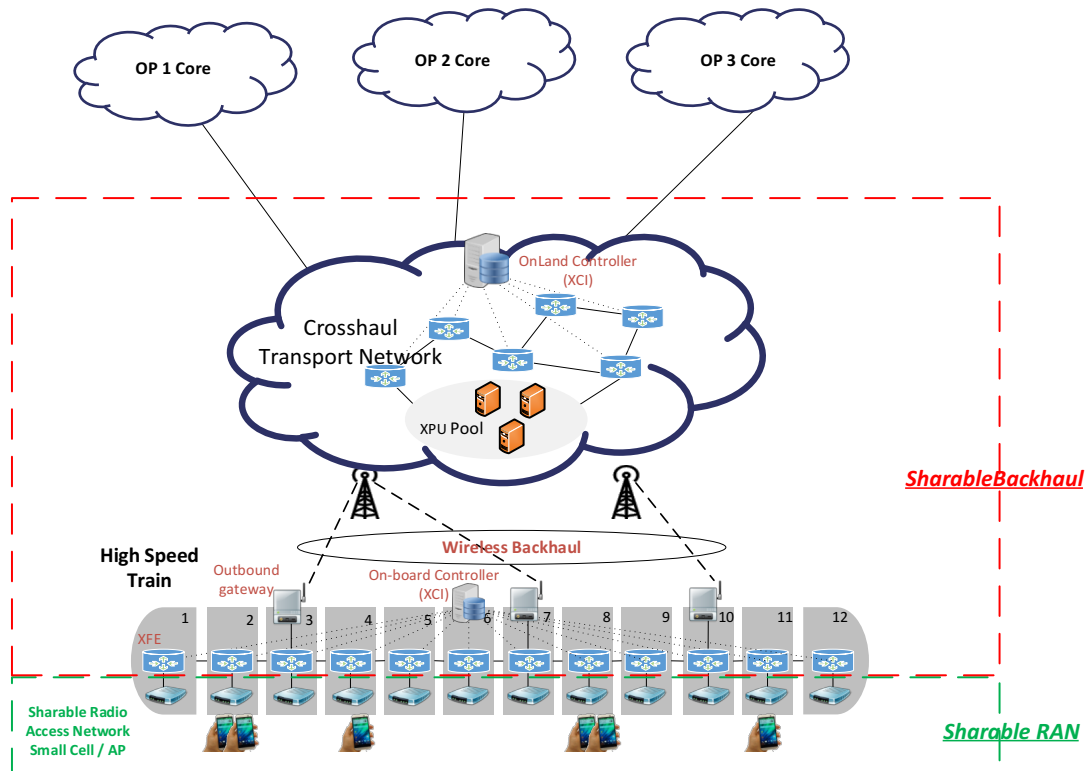 OP 1 Core
OP 2 Core
OP 3 Core
OnLand Controller
(XCI)
Crosshaul
Transport Network
XPU Pool
SharableBackhaul
Wireless Backhaul
High Speed
Train
Outbound
gateway
On-board Controller
(XCI)
1
2
3
4
5
6
7
8
9
10
11
12
XFE
Sharable Radio
Access Network
Small Cell / AP
Sharable RAN